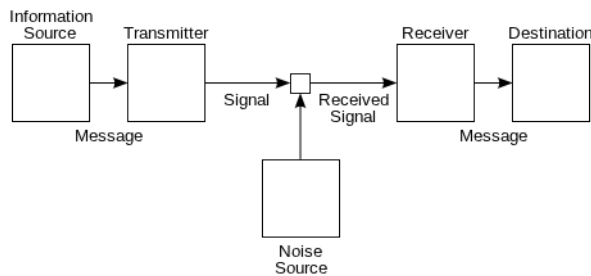 Information
Source
Transmitter
Receiver
Destination
Signal
Received
Signal
Message
Message
Noise
Source